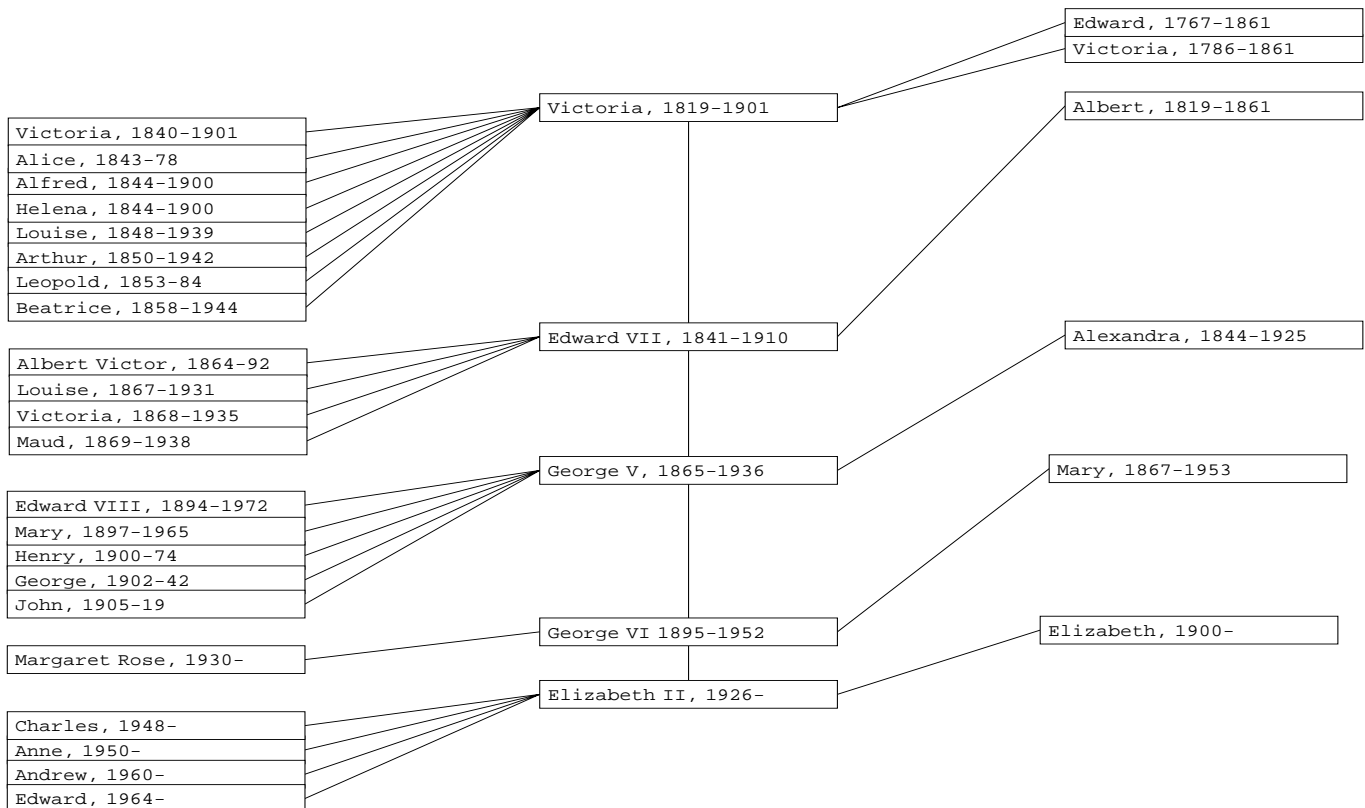 Edward, 1767-1861
Victoria, 1786-1861
Victoria, 1819-1901
Albert, 1819-1861
Victoria, 1840-1901
Alice, 1843-78
Alfred, 1844-1900
Helena, 1844-1900
Louise, 1848-1939
Arthur, 1850-1942
Leopold, 1853-84
Beatrice, 1858-1944
Edward VII, 1841-1910
Alexandra, 1844-1925
Albert Victor, 1864-92
Louise, 1867-1931
Victoria, 1868-1935
Maud, 1869-1938
George V, 1865-1936
Mary, 1867-1953
Edward VIII, 1894-1972
Mary, 1897-1965
Henry, 1900-74
George, 1902-42
John, 1905-19
George VI 1895-1952
Elizabeth, 1900-
Margaret Rose, 1930-
Elizabeth II, 1926-
Charles, 1948-
Anne, 1950-
Andrew, 1960-
Edward, 1964-